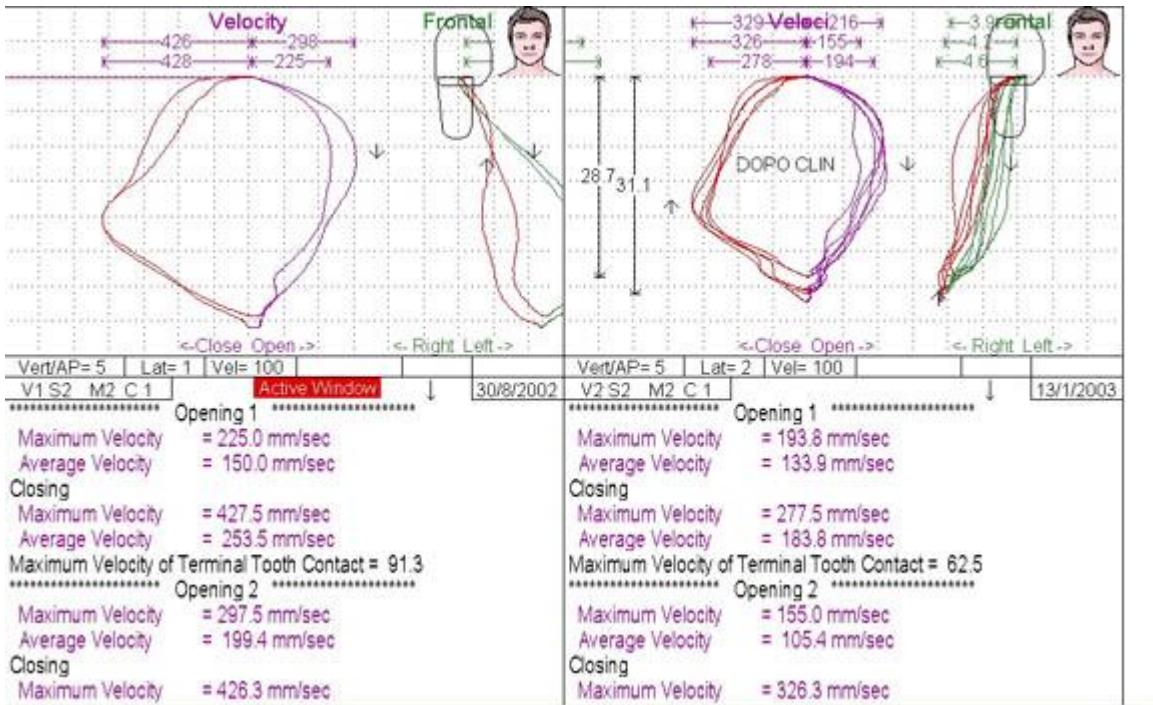 Velocity
Frontal
426 298
428 225
<-Close Open->
<- Right Left ->
Vert/AP= 5 Lat= 1 Vel= 100
V1 S2 M2 C 1 Active Window 30/8/2002
********************* Opening 1 *********************
Maximum Velocity = 225.0 mm/sec
Average Velocity = 150.0 mm/sec
Closing
Maximum Velocity = 427.5 mm/sec
Average Velocity = 253.5 mm/sec
Maximum Velocity of Terminal Tooth Contact = 91.3
********************* Opening 2 *********************
Maximum Velocity = 297.5 mm/sec
Average Velocity = 199.4 mm/sec
Closing
Maximum Velocity = 426.3 mm/sec
329 Veloci 216
3.9 rontal
326 155
4
278 194
4.6
DOPO CLIN
28.7
31.1
<-Close Open->
<- Right Left ->
Vert/AP= 5 Lat= 2 Vel= 100
V2 S2 M2 C 1 13/1/2003
********************* Opening 1 *********************
Maximum Velocity = 193.8 mm/sec
Average Velocity = 133.9 mm/sec
Closing
Maximum Velocity = 277.5 mm/sec
Average Velocity = 183.8 mm/sec
Maximum Velocity of Terminal Tooth Contact = 62.5
********************* Opening 2 *********************
Maximum Velocity = 155.0 mm/sec
Average Velocity = 105.4 mm/sec
Closing
Maximum Velocity = 326.3 mm/sec